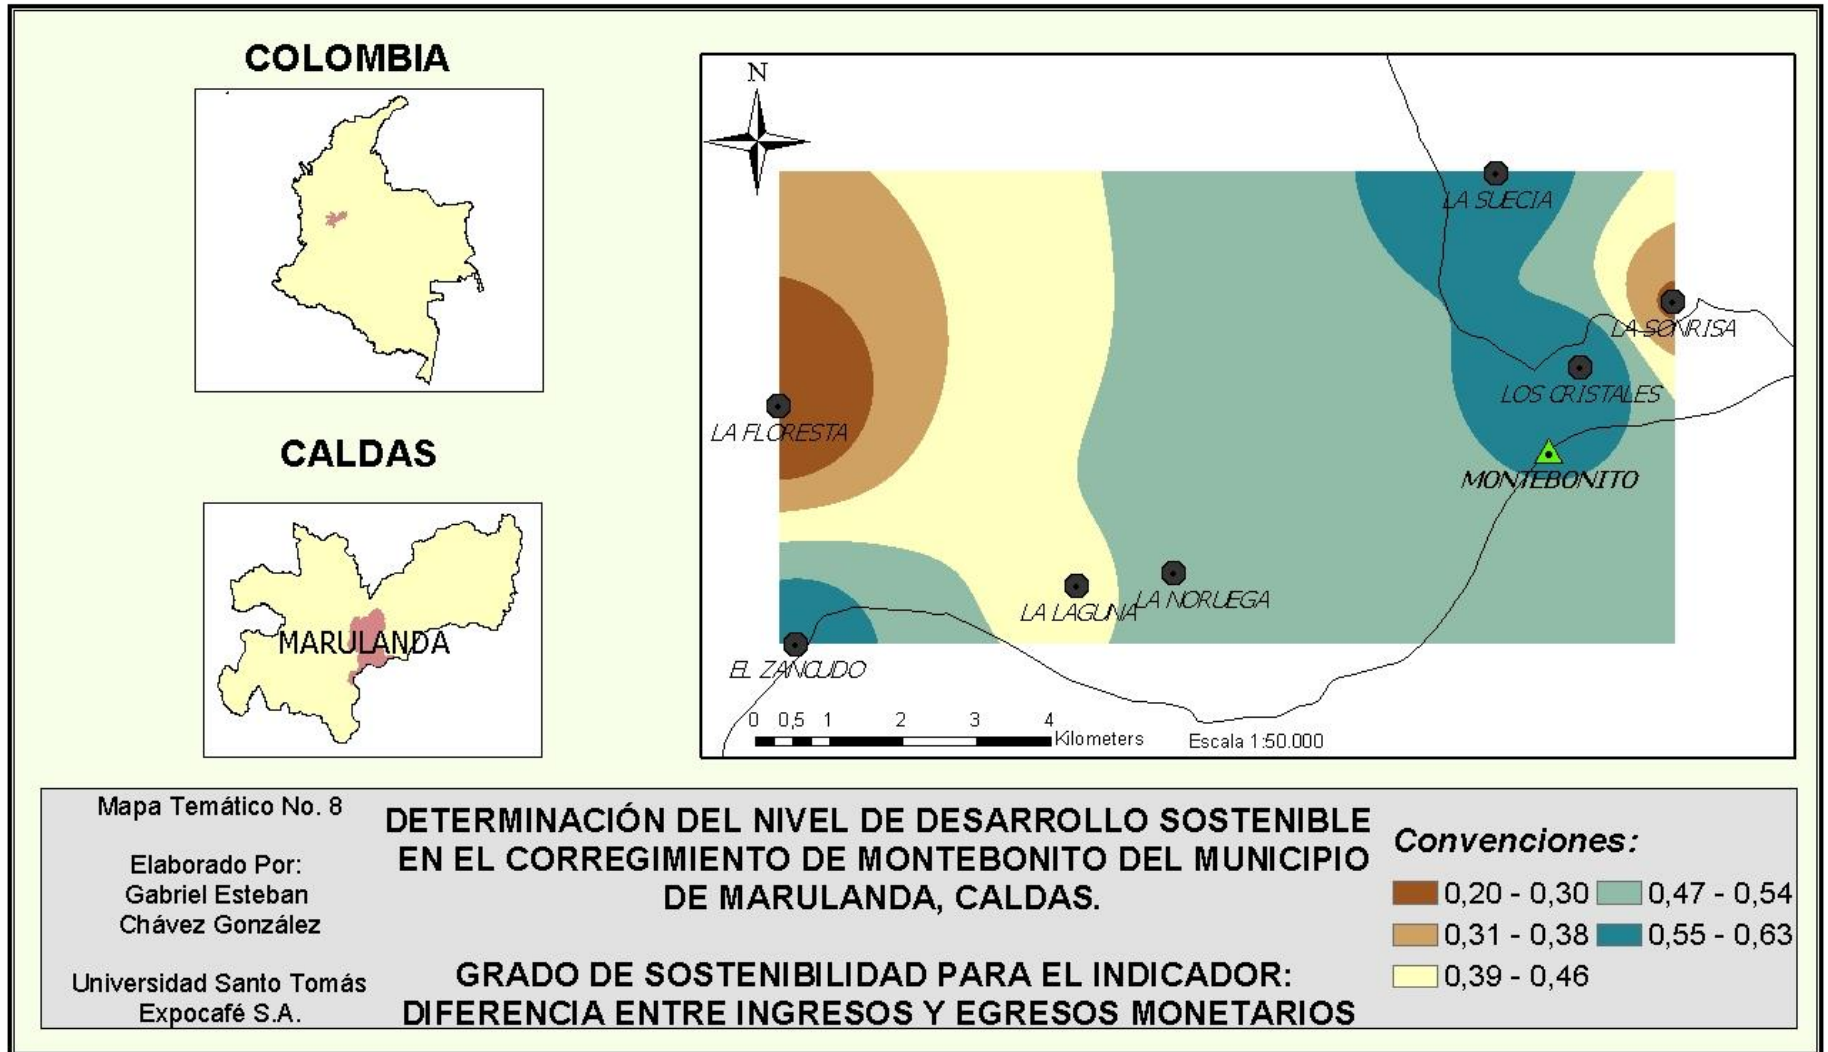 COLOMBIA
CALDAS
MARULANDA
N
LA SUECIA
LA SONRISA
LOS CRISTALES
LA FLORESTA
MONTEBONITO
LA LAGUNA
LA NORUEGA
EL ZANCUDO
0 0,5 1 2 3 4
Kilometers
Escala 1:50.000
Mapa Temático No. 8
Elaborado Por:
Gabriel Esteban
Chávez González
Universidad Santo Tomás
Expocafé S.A.
DETERMINACIÓN DEL NIVEL DE DESARROLLO SOSTENIBLE
EN EL CORREGIMIENTO DE MONTEBONITO DEL MUNICIPIO
DE MARULANDA, CALDAS.
GRADO DE SOSTENIBILIDAD PARA EL INDICADOR:
DIFERENCIA ENTRE INGRESOS Y EGRESOS MONETARIOS
Convenciones:
0,20 - 0,30
0,31 - 0,38
0,39 - 0,46
0,47 - 0,54
0,55 - 0,63